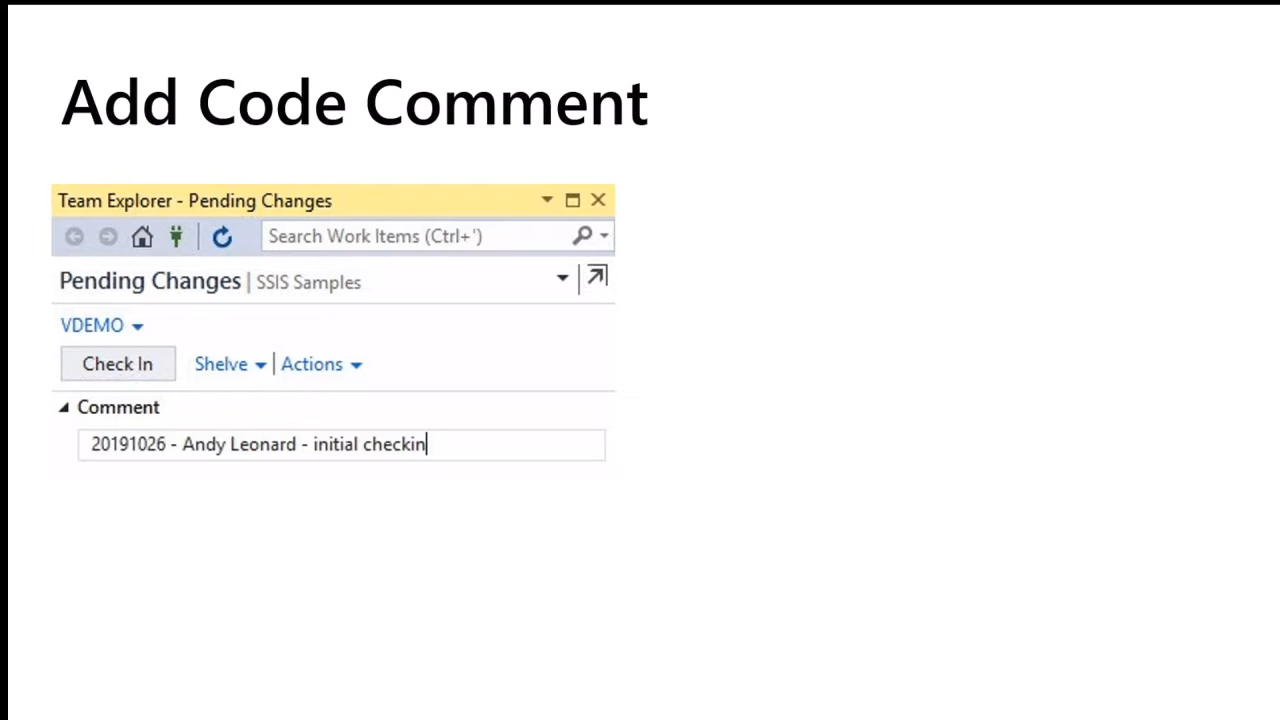 Add Code Comment
Team Explorer - Pending Changes
Search Work Items (Ctrl+')
Pending Changes | SSIS Samples
VDEMO
Check In Shelve Actions
Comment
20191026 - Andy Leonard - initial checkin